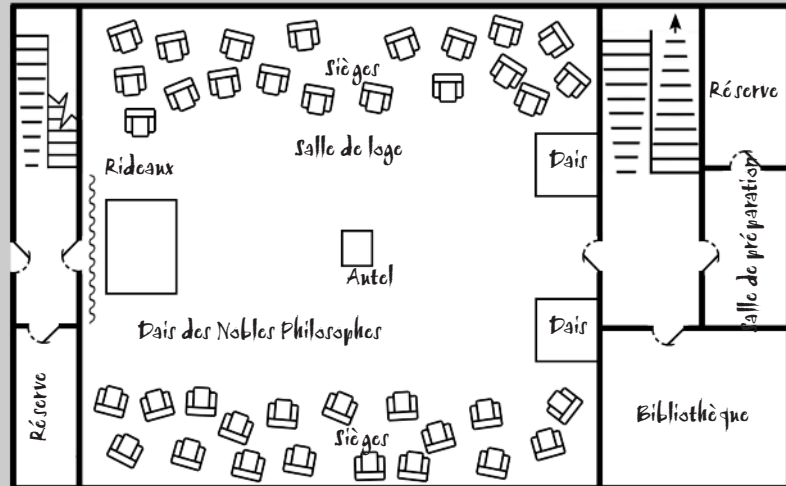 Sièges
Réserve
Salle de loge
Dais
Rideaux
Salle de préparation
Autel
Dais des Nobles Philosophes
Dais
Réserve
Bibliothèque
Sièges